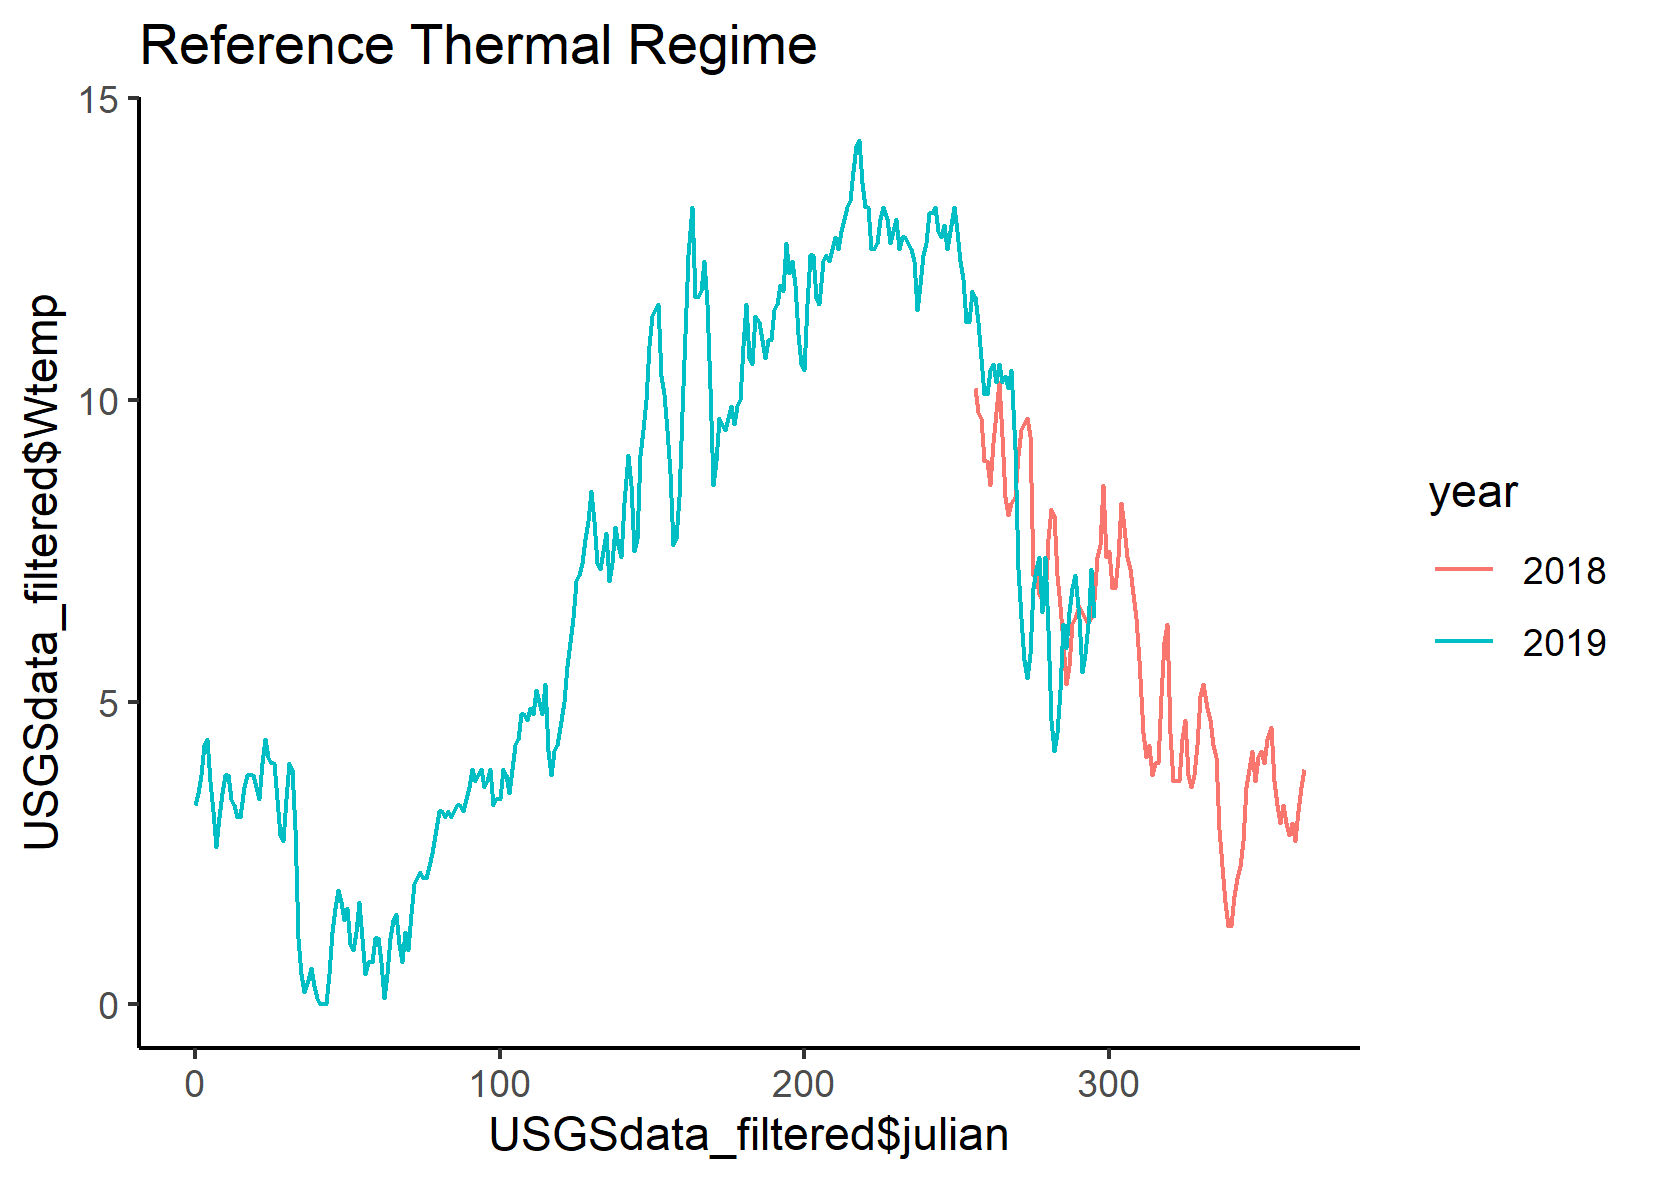 Reference Thermal Regime
15
10
5
0
USGSdata_filtered$Wtemp
0 100 200 300
USGSdata_filtered$julian
year
2018
2019